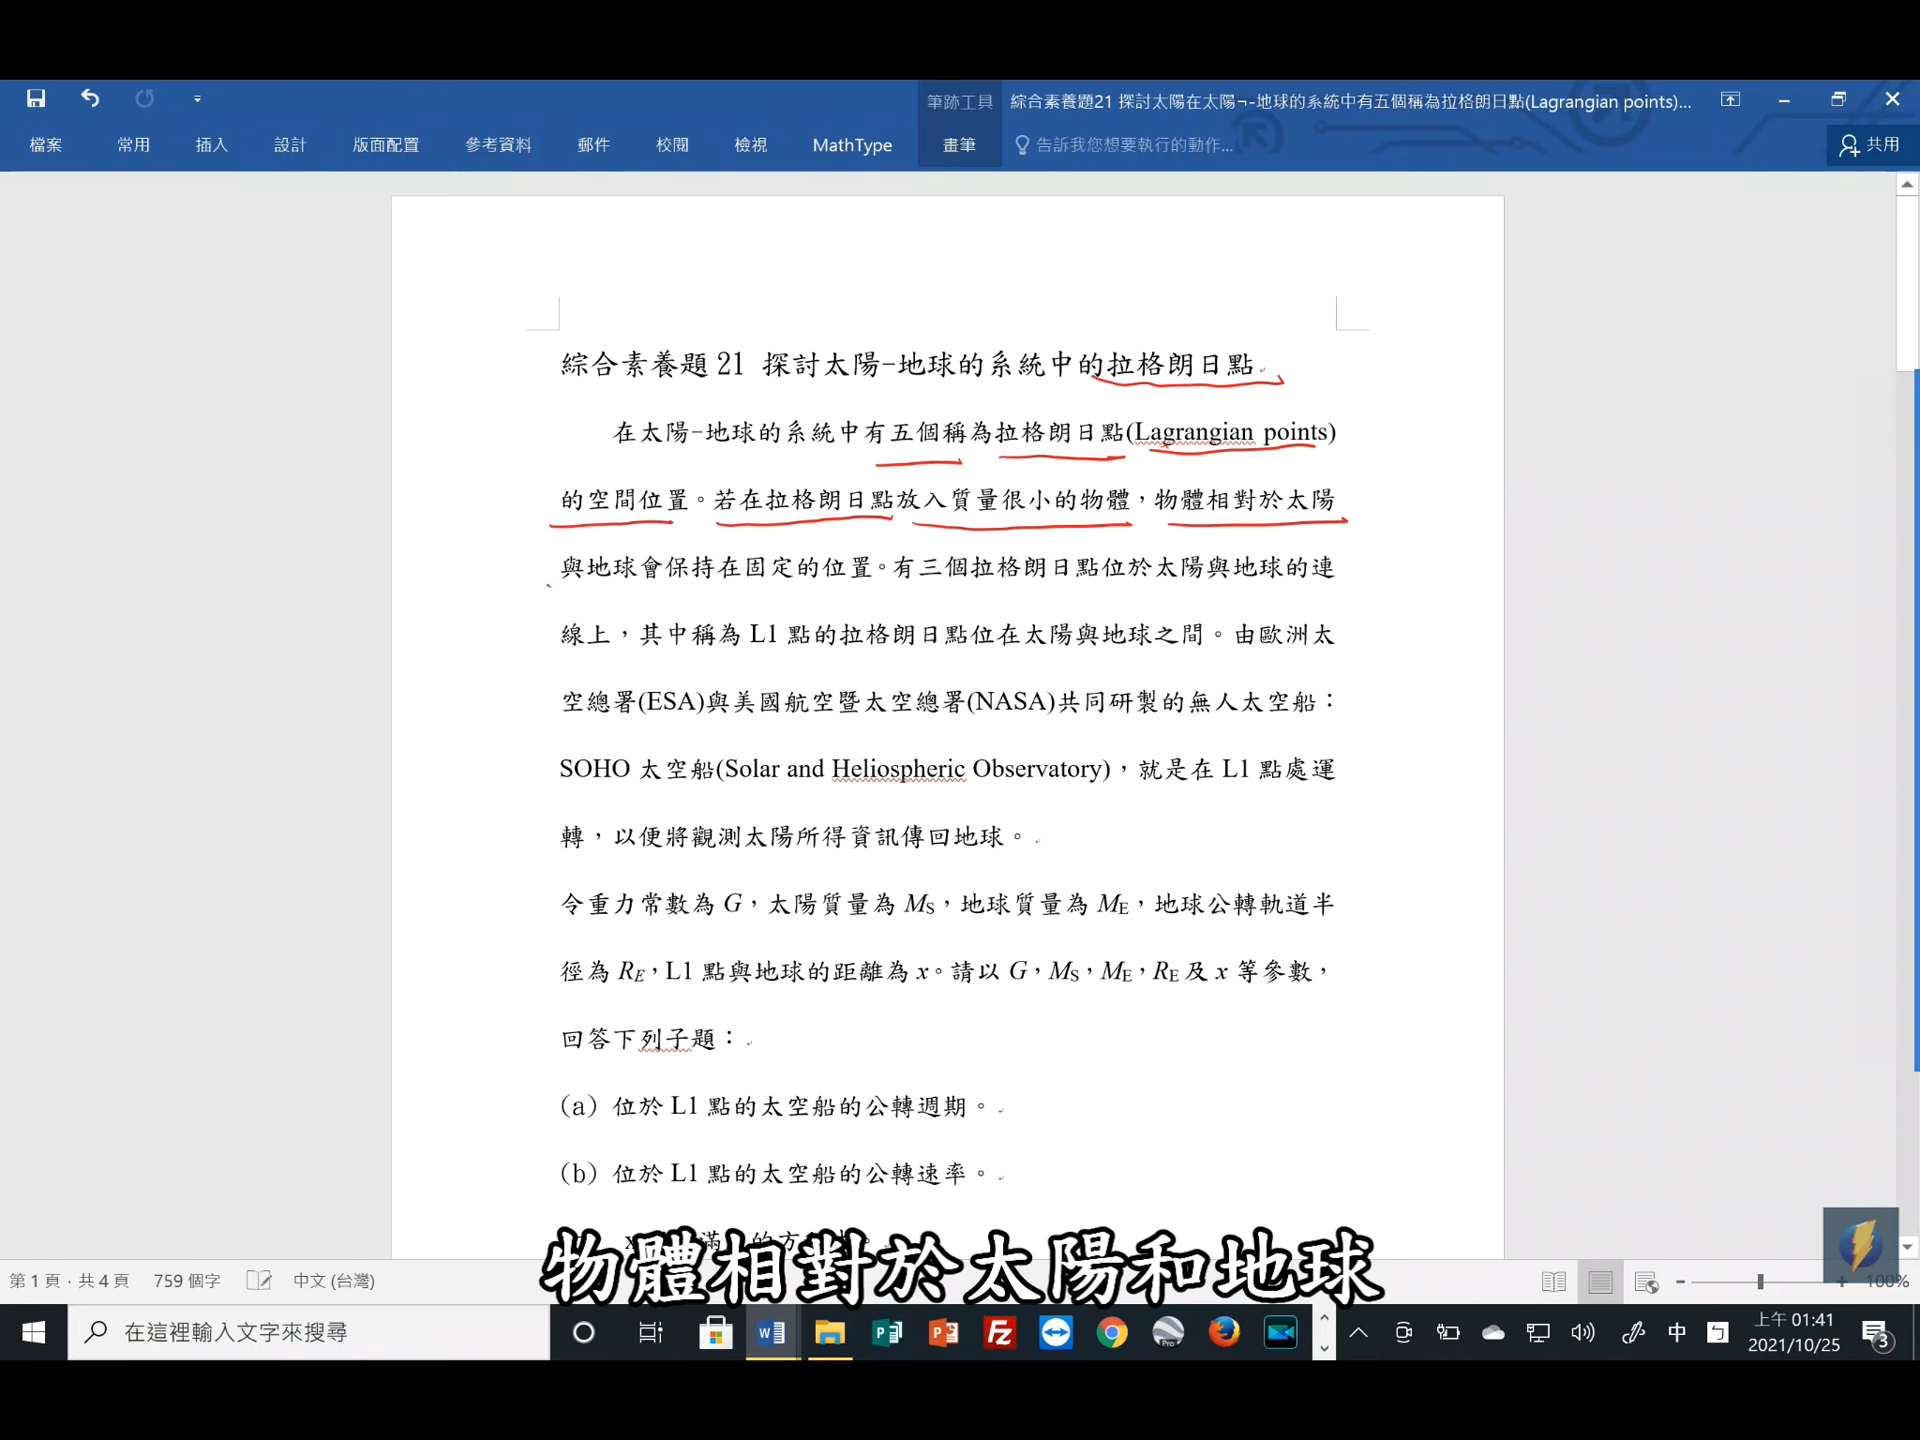 筆跡工具
綜合素養題21 探討太陽在太陽¬-地球的系統中有五個稱為拉格朗日點(Lagrangian points)...
檔案 常用 插入 設計 版面配置 參考資料 郵件 校閱 檢視 MathType 畫筆 告訴我您想要執行的動作... 共用
綜合素養題 21 探討太陽-地球的系統中的拉格朗日點
在太陽-地球的系統中有五個稱為拉格朗日點(Lagrangian points)
的空間位置。若在拉格朗日點放入質量很小的物體，物體相對於太陽
與地球會保持在固定的位置。有三個拉格朗日點位於太陽與地球的連
線上，其中稱為 L1 點的拉格朗日點位在太陽與地球之間。由歐洲太
空總署(ESA)與美國航空暨太空總署(NASA)共同研製的無人太空船：
SOHO 太空船(Solar and Heliospheric Observatory)，就是在 L1 點處運
轉，以便將觀測太陽所得資訊傳回地球。
令重力常數為 G，太陽質量為 MS，地球質量為 ME，地球公轉軌道半
徑為 RE，L1 點與地球的距離為 x。請以 G，MS，ME，RE 及 x 等參數，
回答下列子題：
(a) 位於 L1 點的太空船的公轉週期。
(b) 位於 L1 點的太空船的公轉速率。
物體相對於太陽和地球
第 1 頁，共 4 頁 759 個字 中文 (台灣) 100%
在這裡輸入文字來搜尋
中
上午 01:41
2021/10/25
3